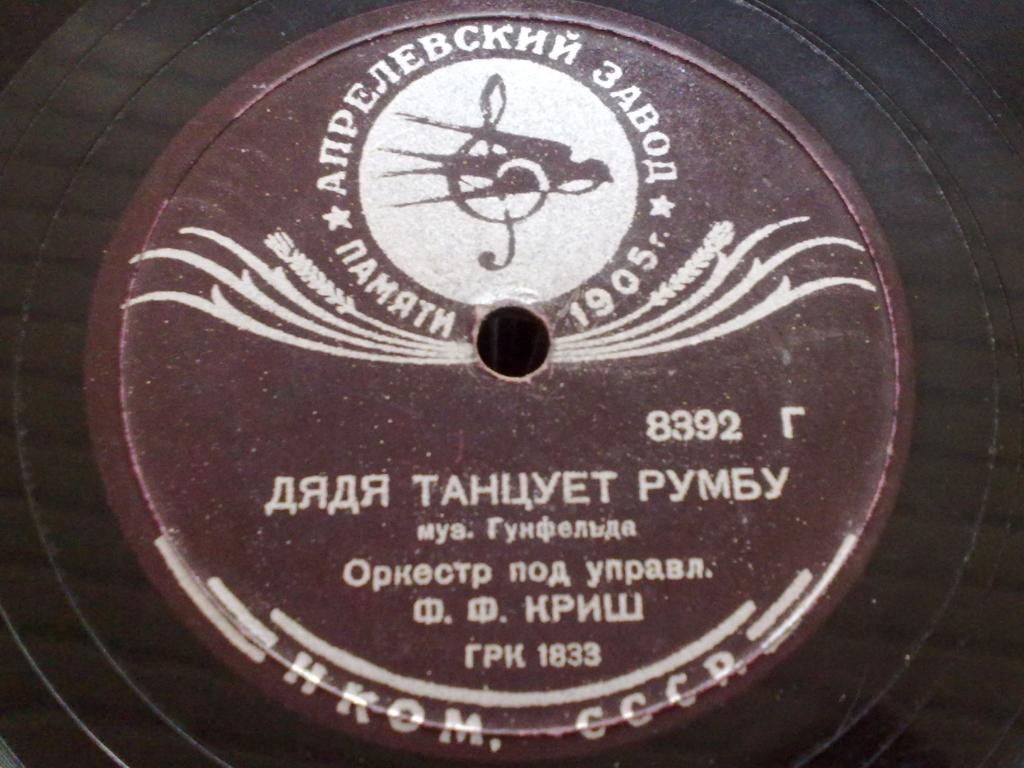 АПРЕЛЕВСКИЙ ЗАВОД
ПАМЯТИ 1905 г.
8392 Г
ДЯДЯ ТАНЦУЕТ РУМБУ
муз. Гунфельда
Оркестр под управл.
Ф. Ф. КРИШ
ГРК 1833
НКОМ, СССР